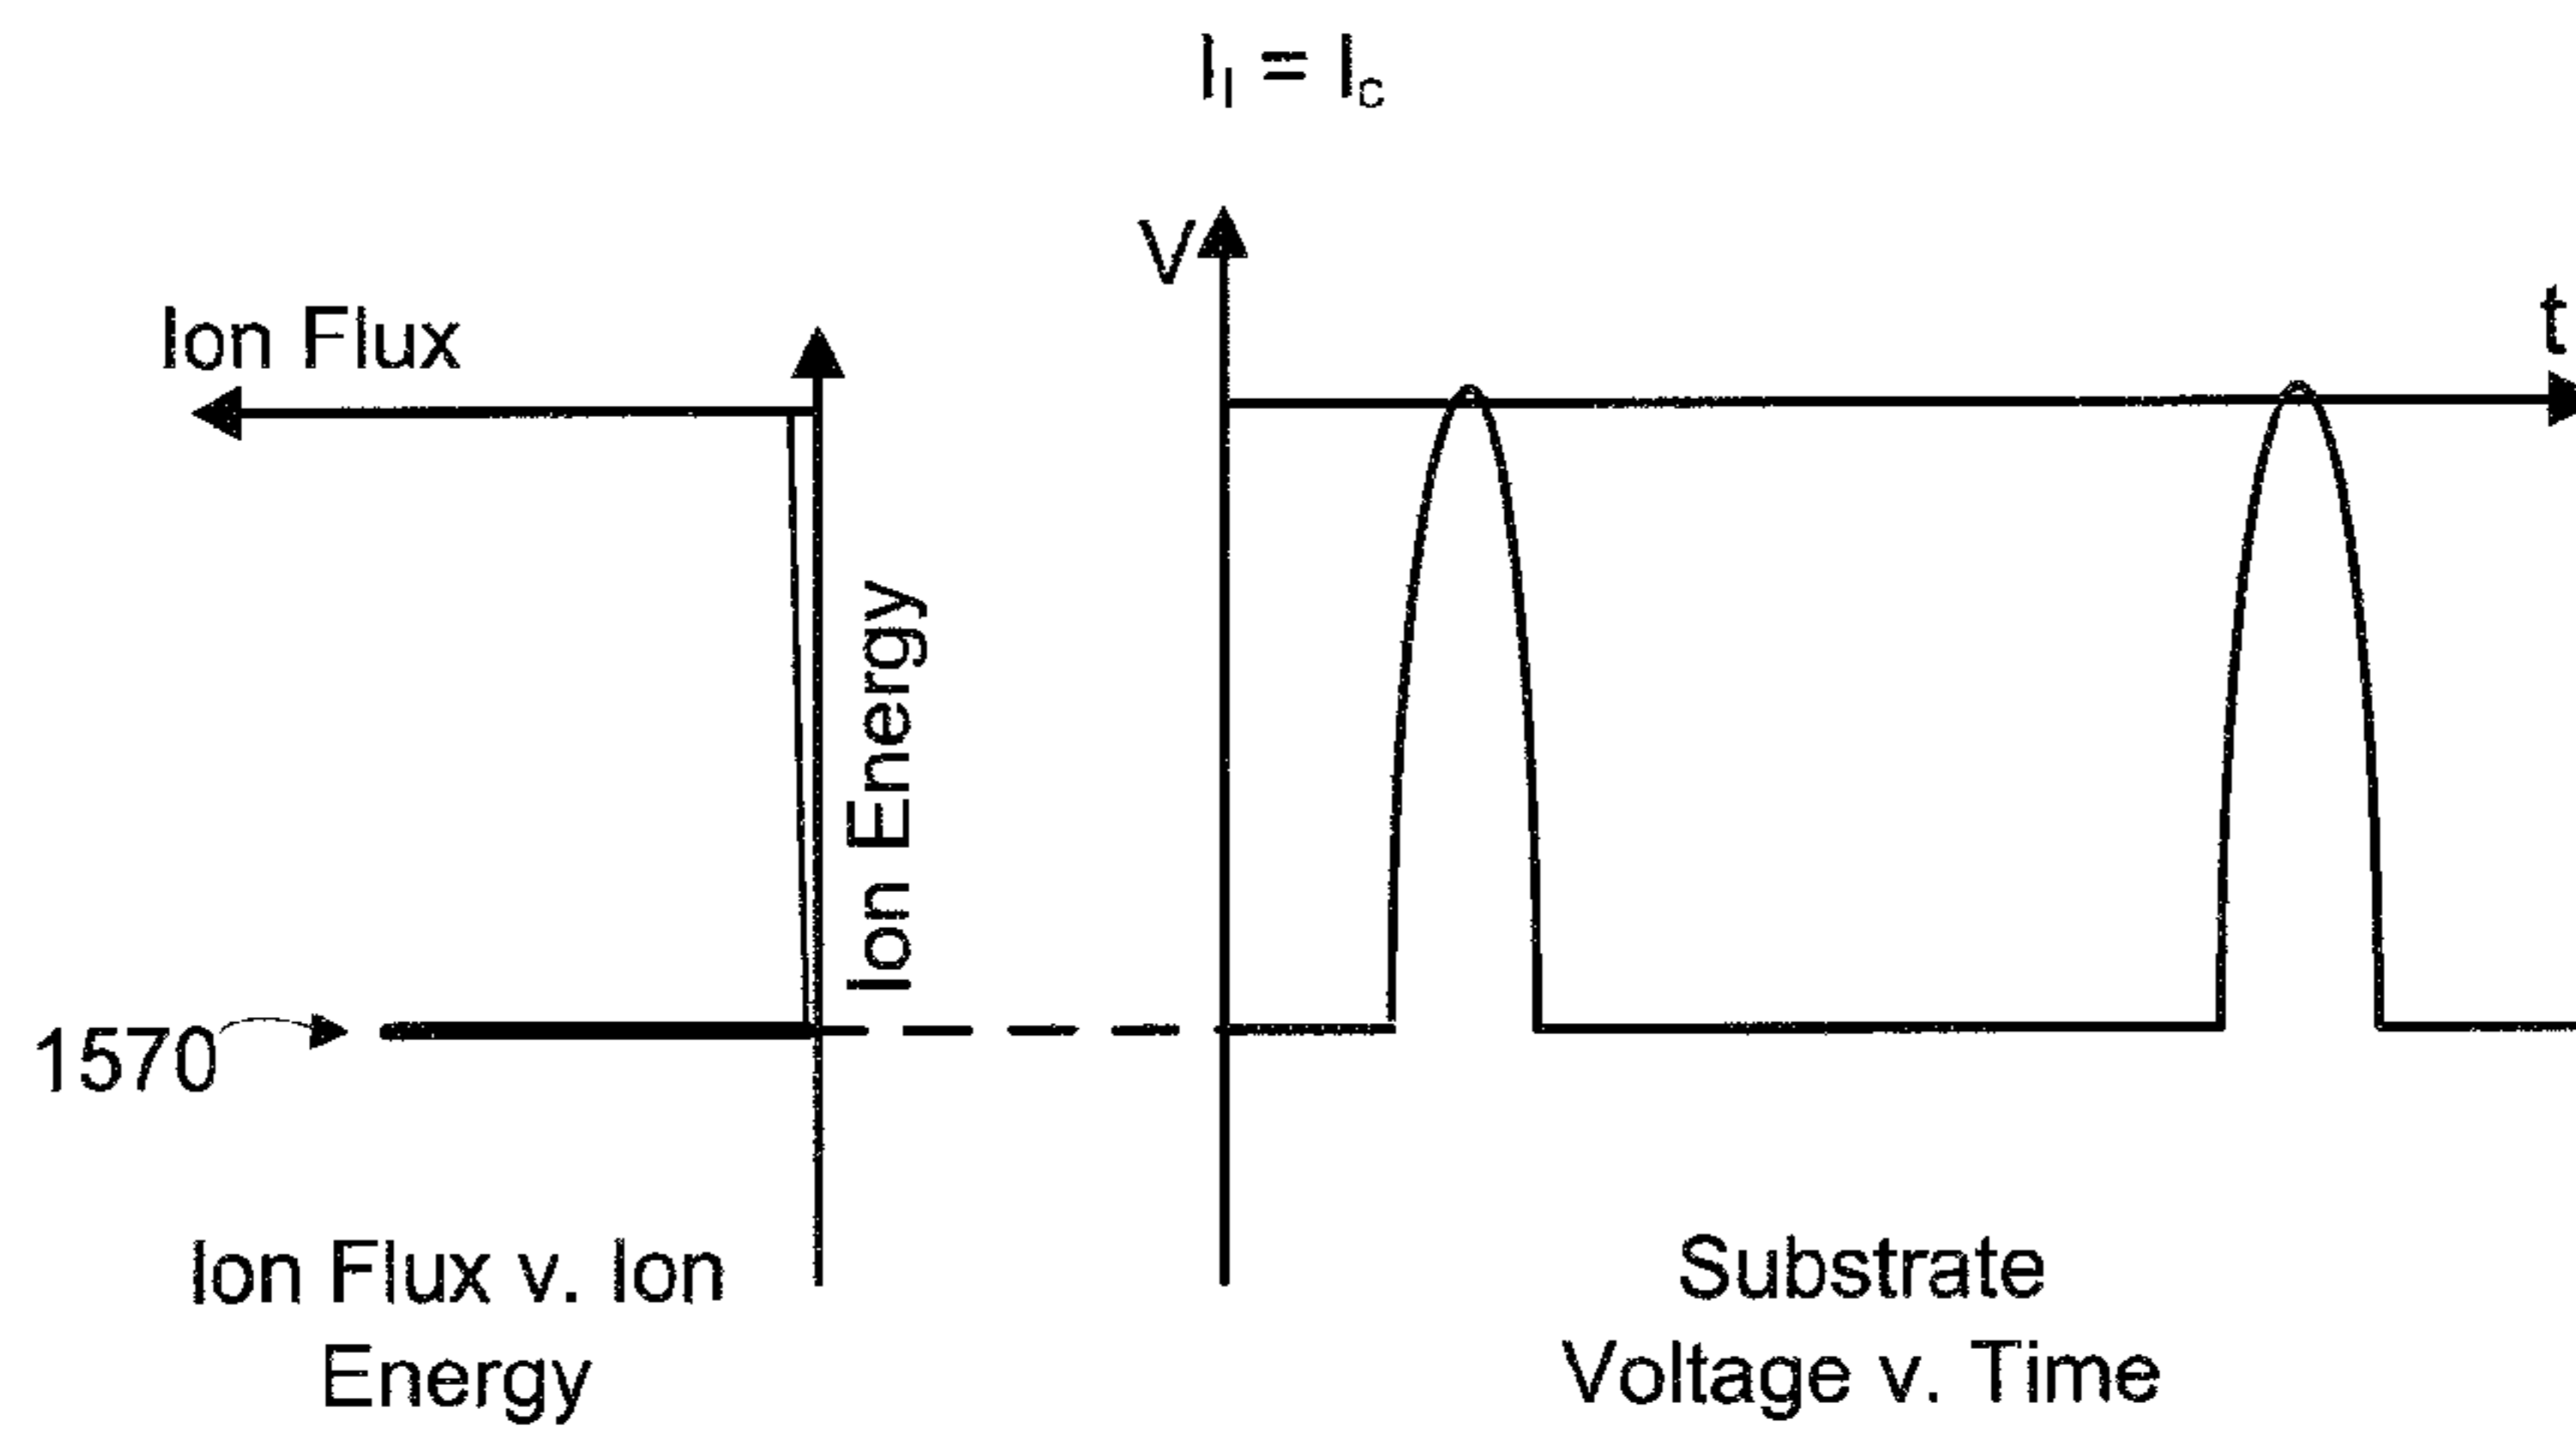 I_I = I_c
V
t
Ion Flux
Ion Energy
1570
Ion Flux v. Ion
Energy
Substrate
Voltage v. Time